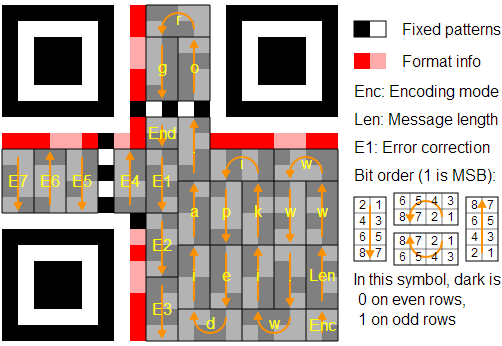 r
g o
End
i w
E7 E6 E5 E4 E1
a p k w w
E2
i e i . Len
E3
d w Enc
Fixed patterns
Format info
Enc: Encoding mode
Len: Message length
E1: Error correction
Bit order (1 is MSB):
2 1
4 3
6 5
8 7
6 5 4 3
8 7 2 1
8 7 2 1
6 5 4 3
8 7
6 5
4 3
2 1
In this symbol, dark is
0 on even rows,
1 on odd rows